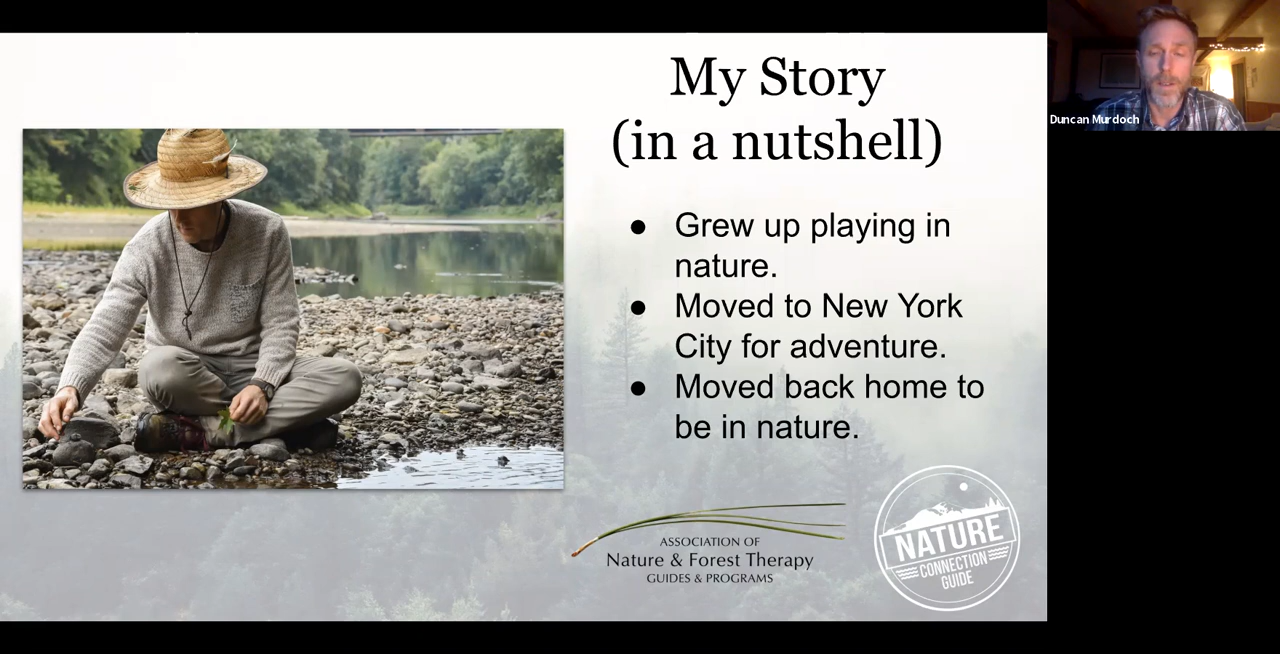 My Story
(in a nutshell)
● Grew up playing in
nature.
● Moved to New York
City for adventure.
● Moved back home to
be in nature.
ASSOCIATION OF
Nature & Forest Therapy
GUIDES & PROGRAMS
NATURE
CONNECTION
GUIDE
Duncan Murdoch